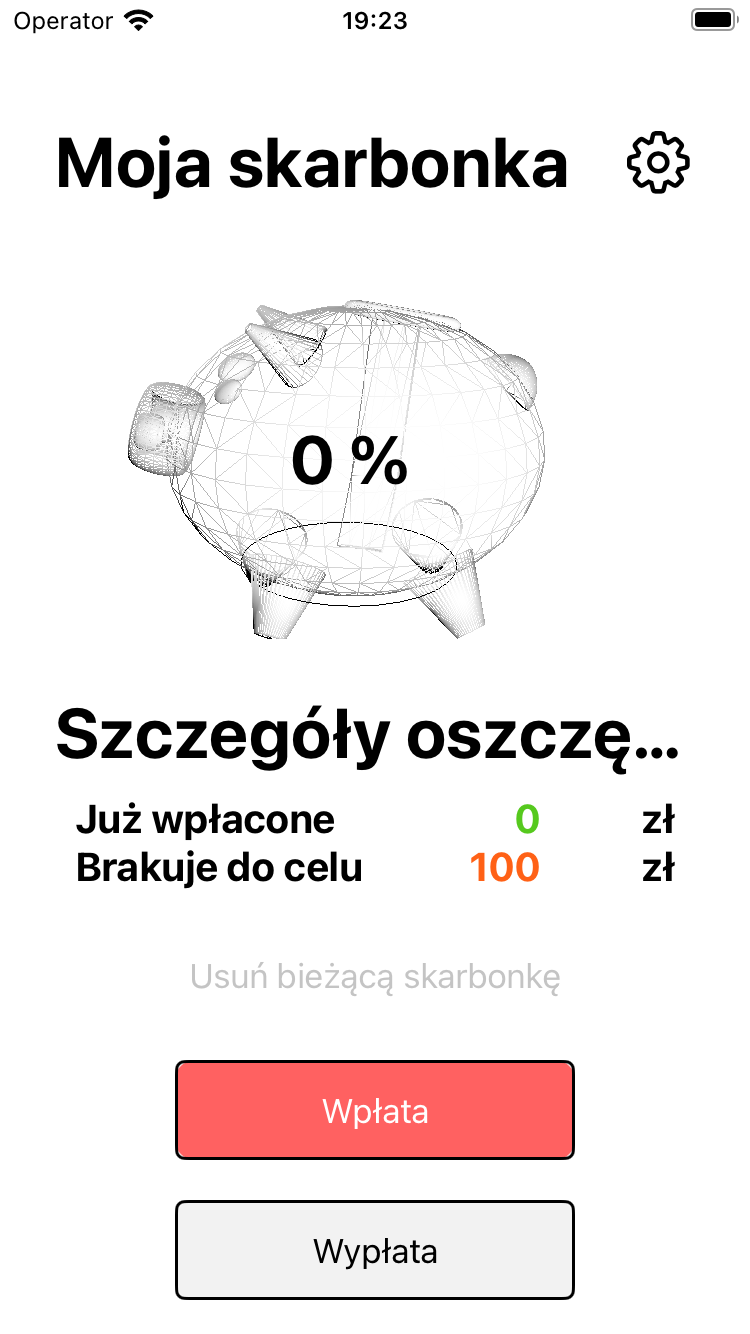 Operator 19:23
Moja skarbonka
0 %
Szczegóły oszczę...
Już wpłacone 0 zł
Brakuje do celu 100 zł
Usuń bieżącą skarbonkę
Wpłata
Wypłata